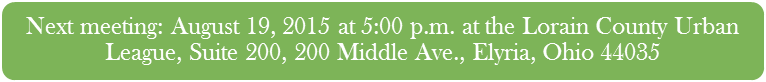 Next meeting: August 19, 2015 at 5:00 p.m. at the Lorain County Urban
League, Suite 200, 200 Middle Ave., Elyria, Ohio 44035